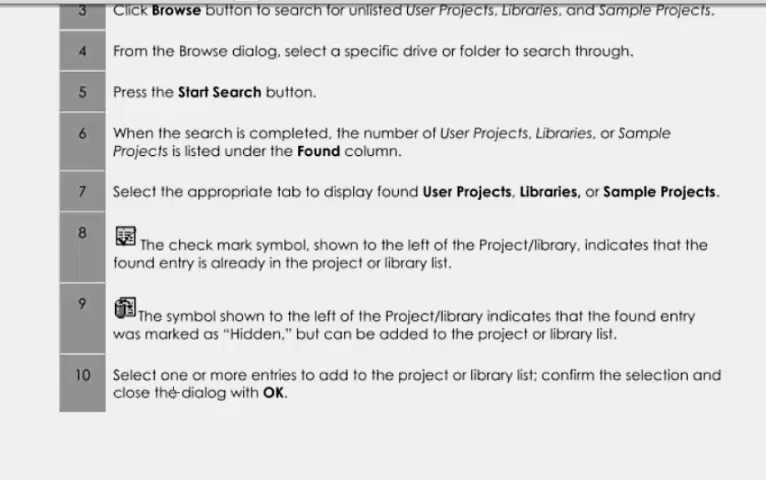 3 Click Browse button to search for unlisted User Projects, Libraries, and Sample Projects.
4 From the Browse dialog, select a specific drive or folder to search through.
5 Press the Start Search button.
6 When the search is completed, the number of User Projects, Libraries, or Sample
Projects is listed under the Found column.
7 Select the appropriate tab to display found User Projects, Libraries, or Sample Projects.
8 The check mark symbol, shown to the left of the Project/library, indicates that the
found entry is already in the project or library list.
9 The symbol shown to the left of the Project/library indicates that the found entry
was marked as “Hidden,” but can be added to the project or library list.
10 Select one or more entries to add to the project or library list; confirm the selection and
close the dialog with OK.